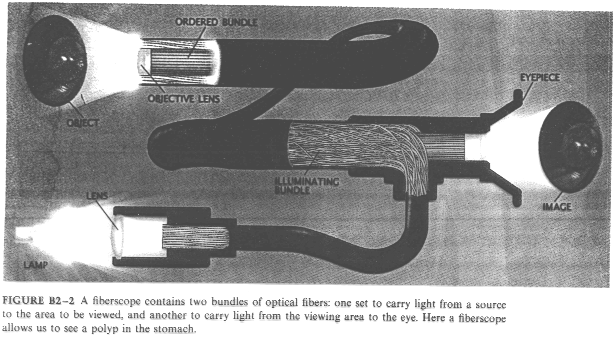 ORDERED BUNDLE
EYEPIECE
OBJECTIVE LENS
OBJECT
ILLUMINATING
BUNDLE
LENS
IMAGE
LAMP
FIGURE B2–2 A fiberscope contains two bundles of optical fibers: one set to carry light from a source
to the area to be viewed, and another to carry light from the viewing area to the eye. Here a fiberscope
allows us to see a polyp in the stomach.